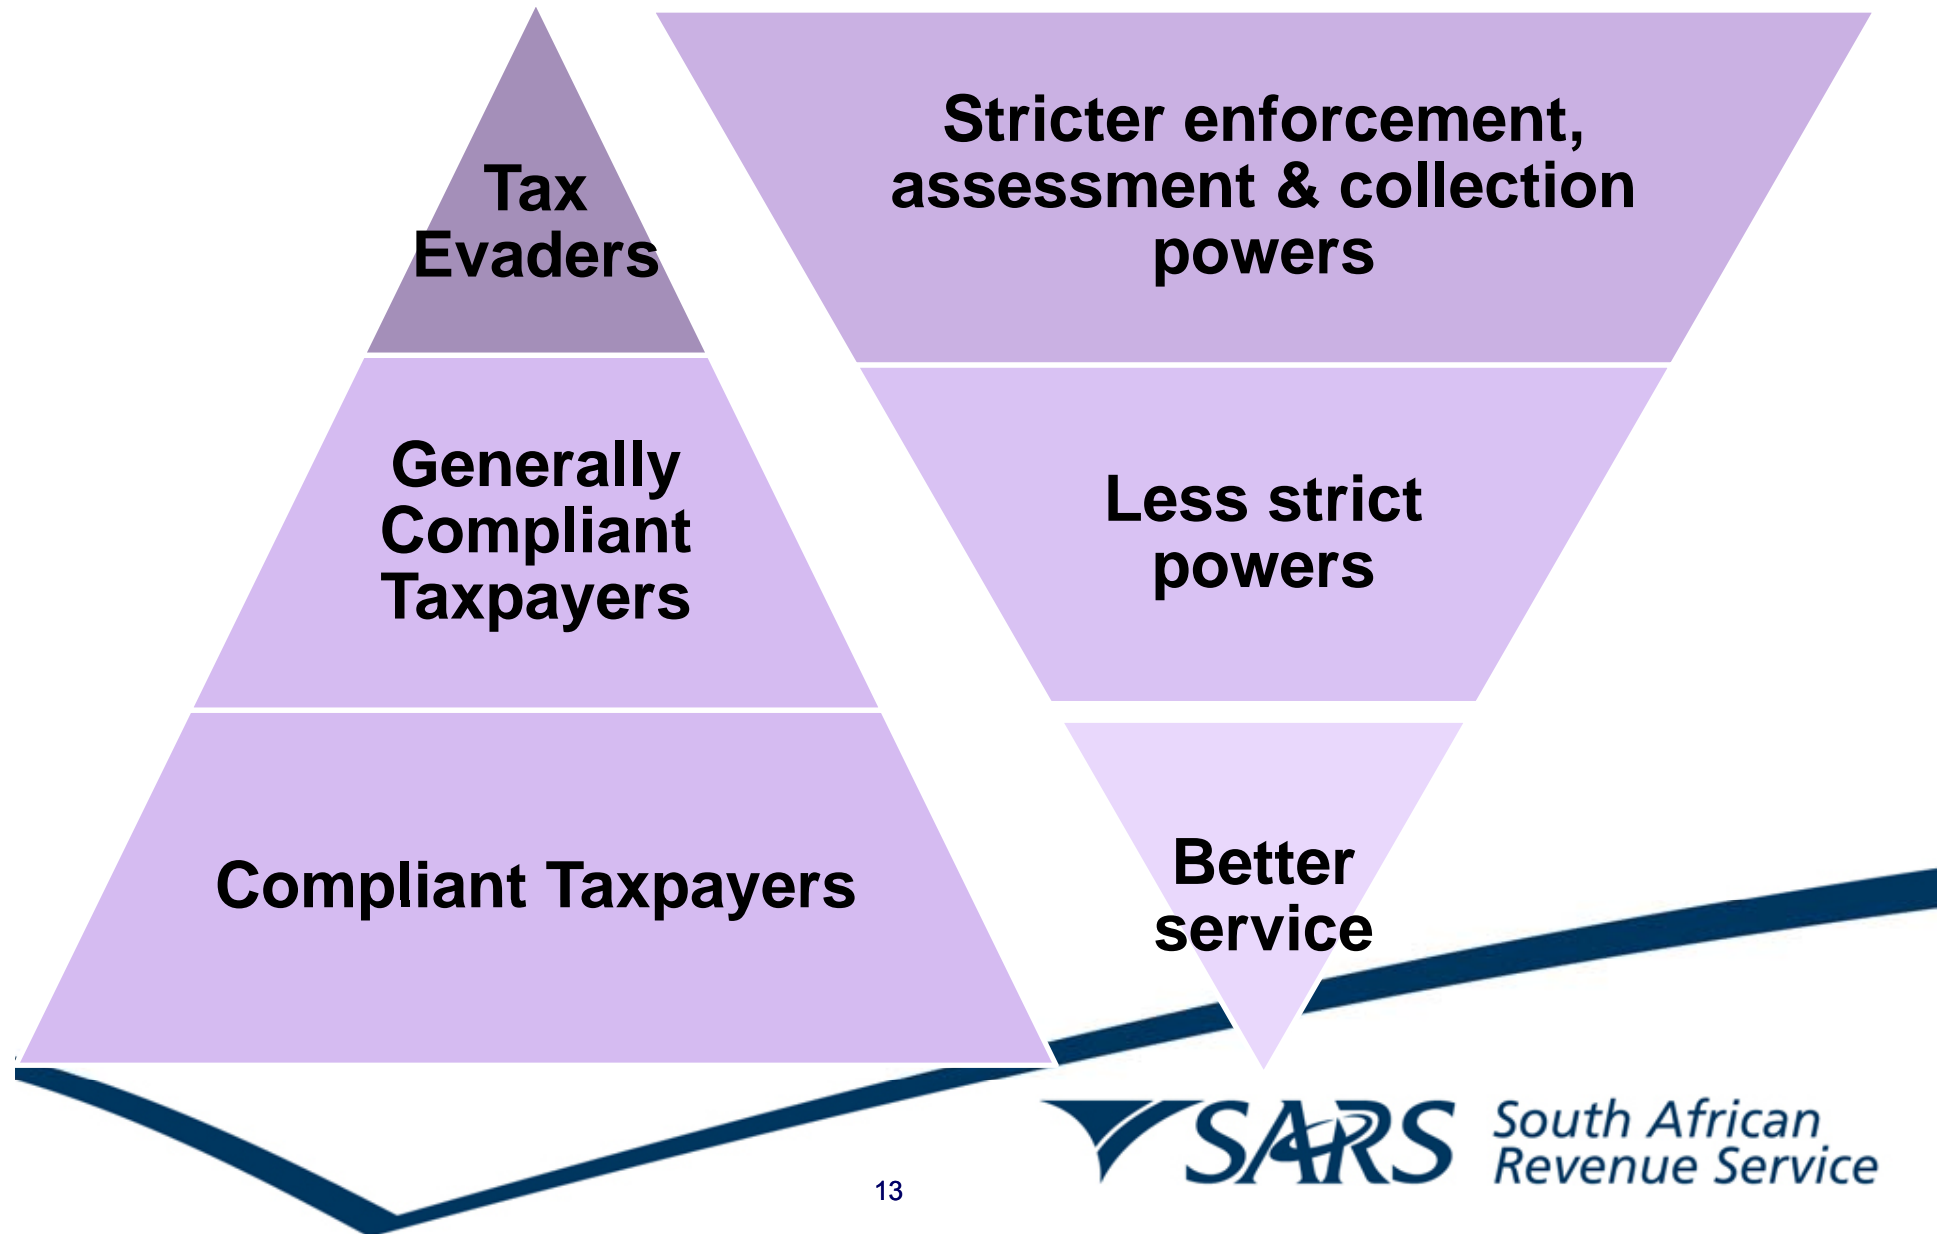 Tax
Evaders
Generally
Compliant
Taxpayers
Compliant Taxpayers
Stricter enforcement,
assessment & collection
powers
Less strict
powers
Better
service
SARS
South African
Revenue Service
13